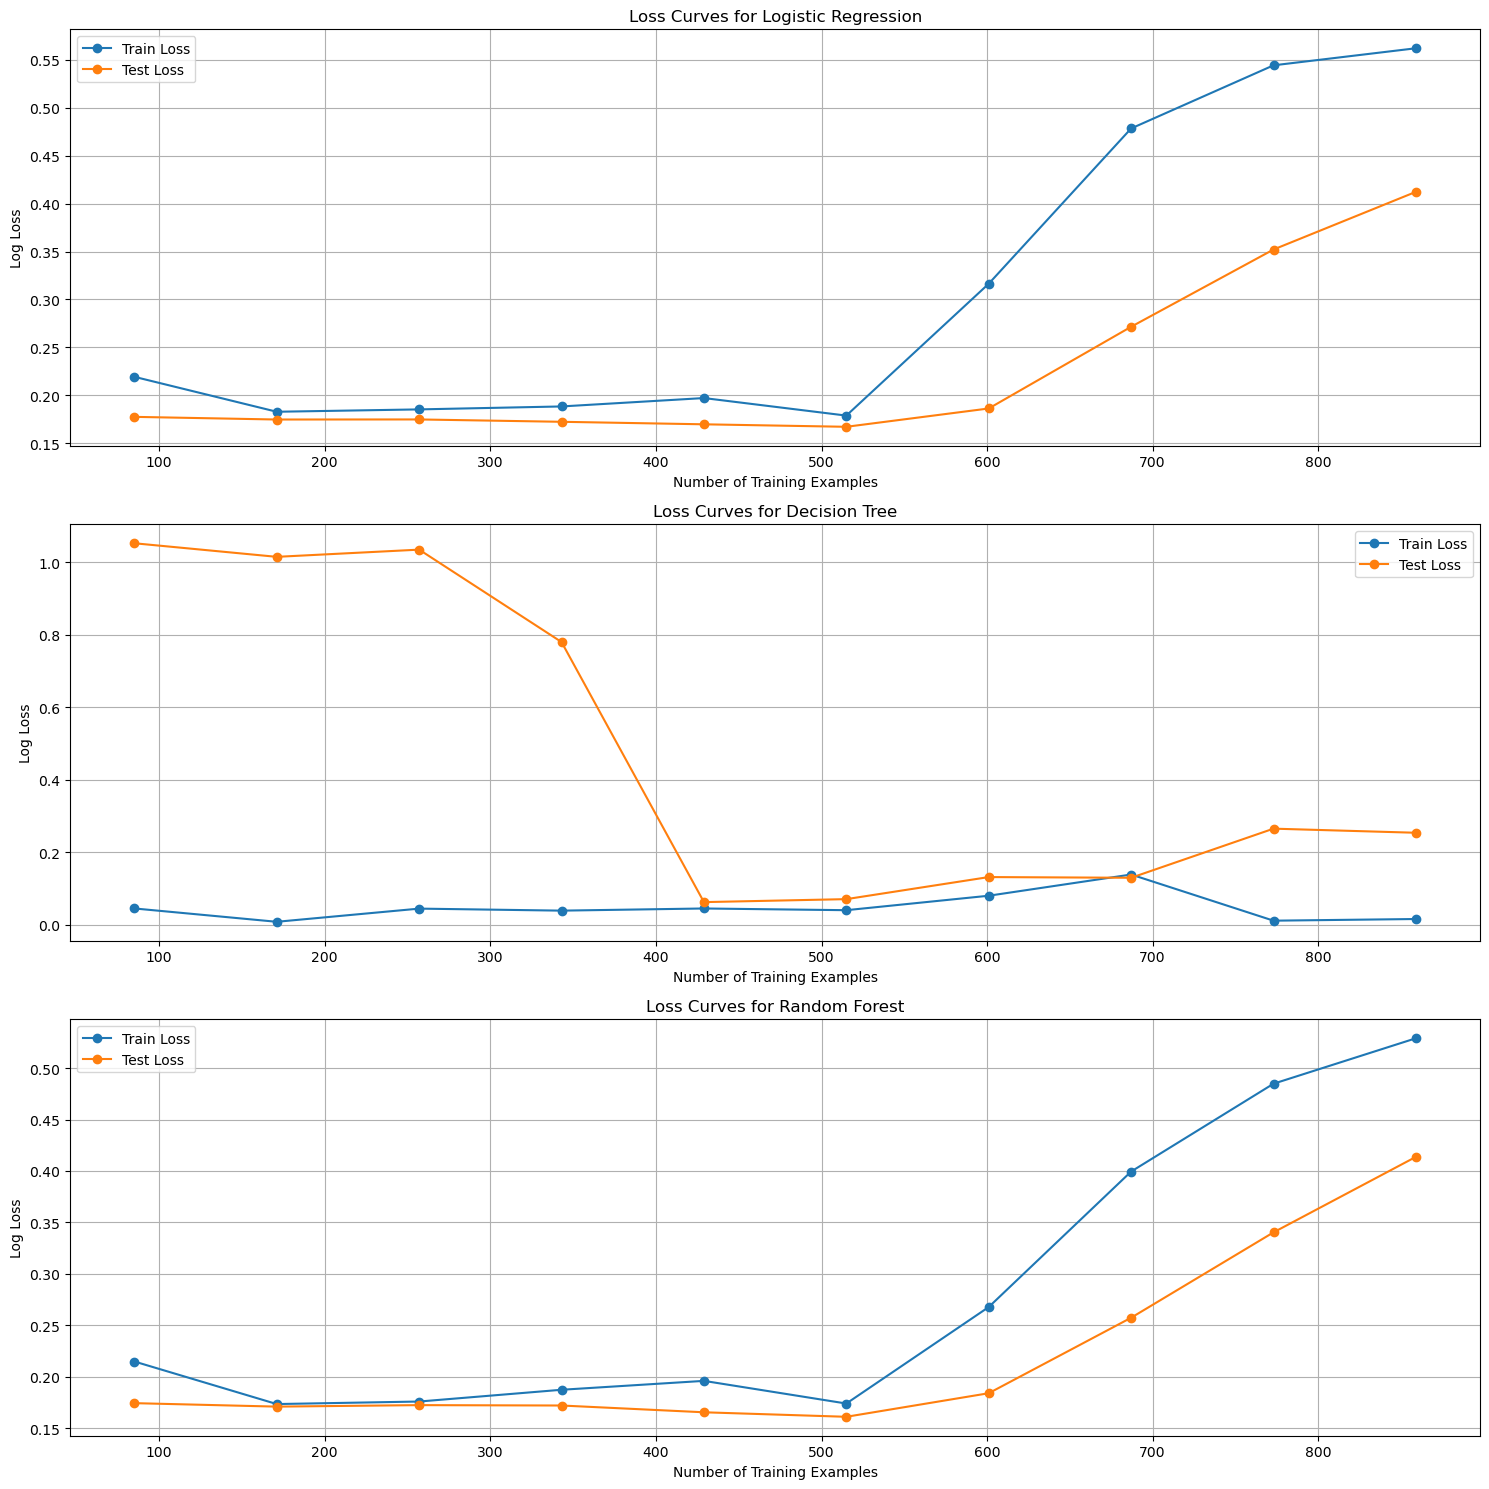 Loss Curves for Logistic Regression
Train Loss
Test Loss
0.55
0.50
0.45
0.40
0.35
0.30
0.25
0.20
0.15
Log Loss
100 200 300 400 500 600 700 800
Number of Training Examples
Loss Curves for Decision Tree
Train Loss
Test Loss
1.0
0.8
0.6
0.4
0.2
0.0
Log Loss
100 200 300 400 500 600 700 800
Number of Training Examples
Loss Curves for Random Forest
Train Loss
Test Loss
0.50
0.45
0.40
0.35
0.30
0.25
0.20
0.15
Log Loss
100 200 300 400 500 600 700 800
Number of Training Examples